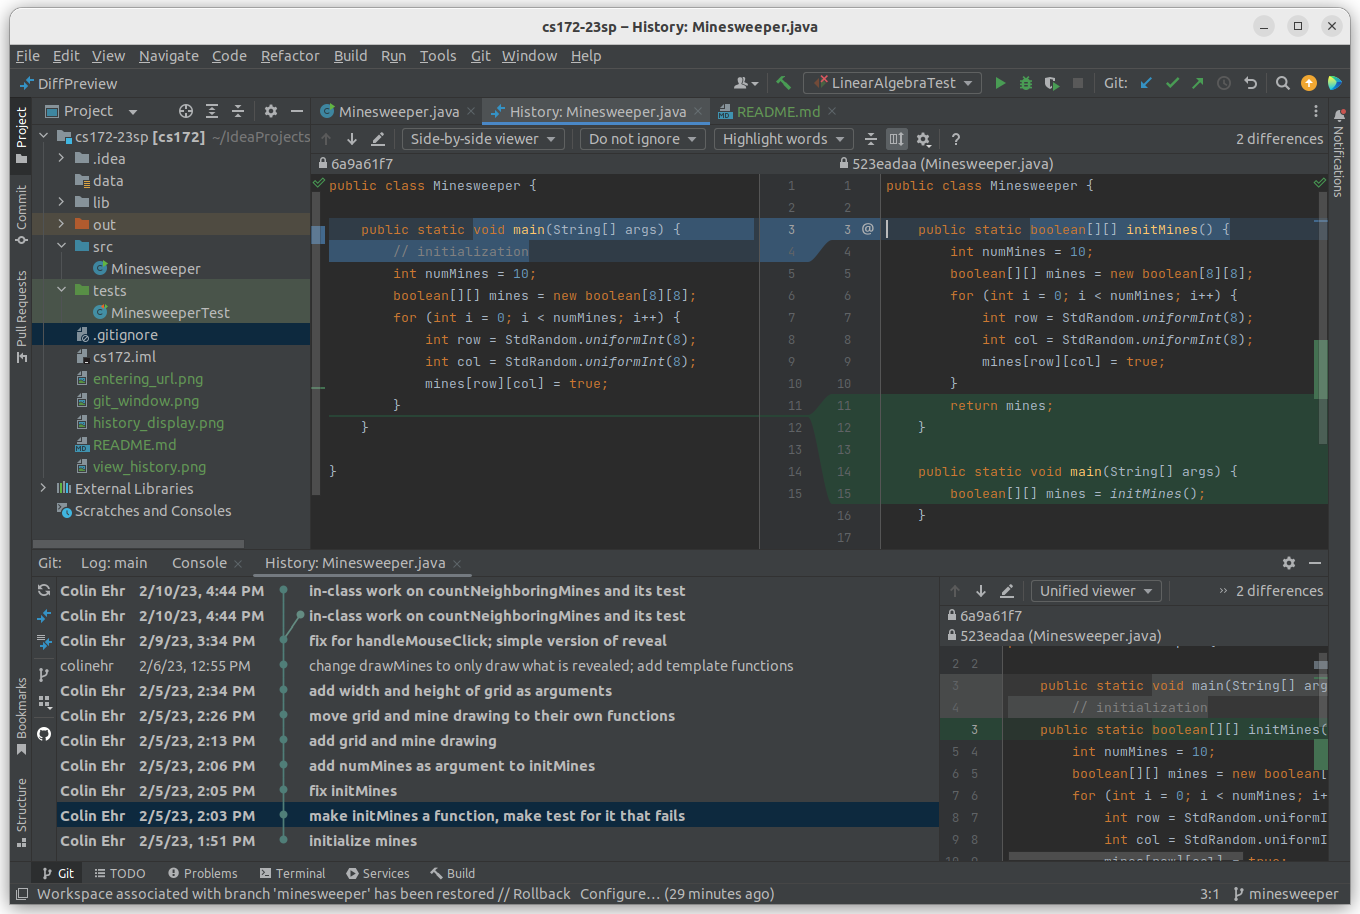 cs172-23sp – History: Minesweeper.java
File Edit View Navigate Code Refactor Build Run Tools Git Window Help
DiffPreview
LinearAlgebraTest
Git:
Project
Minesweeper.java
History: Minesweeper.java
README.md
Side-by-side viewer
Do not ignore
Highlight words
?
2 differences
Project
Commit
Pull Requests
Bookmarks
Structure
Notifications
cs172-23sp [cs172] ~/IdeaProjects
.idea
data
lib
out
src
Minesweeper
tests
MinesweeperTest
.gitignore
cs172.iml
entering_url.png
git_window.png
history_display.png
README.md
view_history.png
External Libraries
Scratches and Consoles
6a9a61f7
public class Minesweeper { 1

2
public static void main(String[] args) { 3
// initialization 4
int numMines = 10; 5
boolean[][] mines = new boolean[8][8]; 6
for (int i = 0; i < numMines; i++) { 7
int row = StdRandom.uniformInt(8); 8
int col = StdRandom.uniformInt(8); 9
mines[row][col] = true; 10
} 11
} 12
13
} 14
15
523eadaa (Minesweeper.java)
1 public class Minesweeper {
2
3 @ public static boolean[][] initMines() {
4 int numMines = 10;
5 boolean[][] mines = new boolean[8][8];
6 for (int i = 0; i < numMines; i++) {
7 int row = StdRandom.uniformInt(8);
8 int col = StdRandom.uniformInt(8);
9 mines[row][col] = true;
10 }
11 return mines;
12 }
13
14 public static void main(String[] args) {
15 boolean[][] mines = initMines();
16 }
17
Git: Log: main Console History: Minesweeper.java
Colin Ehr 2/10/23, 4:44 PM in-class work on countNeighboringMines and its test
Colin Ehr 2/10/23, 4:44 PM in-class work on countNeighboringMines and its test
Colin Ehr 2/9/23, 3:34 PM fix for handleMouseClick; simple version of reveal
colinehr 2/6/23, 12:55 PM change drawMines to only draw what is revealed; add template functions
Colin Ehr 2/5/23, 2:34 PM add width and height of grid as arguments
Colin Ehr 2/5/23, 2:26 PM move grid and mine drawing to their own functions
Colin Ehr 2/5/23, 2:13 PM add grid and mine drawing
Colin Ehr 2/5/23, 2:06 PM add numMines as argument to initMines
Colin Ehr 2/5/23, 2:05 PM fix initMines
Colin Ehr 2/5/23, 2:03 PM make initMines a function, make test for it that fails
Colin Ehr 2/5/23, 1:51 PM initialize mines
Unified viewer » 2 differences
6a9a61f7
523eadaa (Minesweeper.java)
2 2
3 public static void main(String[] arg
4 // initialization
3 public static boolean[][] initMines(
5 4 int numMines = 10;
6 5 boolean[][] mines = new boolean[
7 6 for (int i = 0; i < numMines; i+
8 7 int row = StdRandom.uniformI
9 8 int col = StdRandom.uniformI
10 9 mines[row][col] = true;
Git TODO Problems Terminal Services Build
Workspace associated with branch 'minesweeper' has been restored // Rollback Configure... (29 minutes ago)
3:1 minesweeper